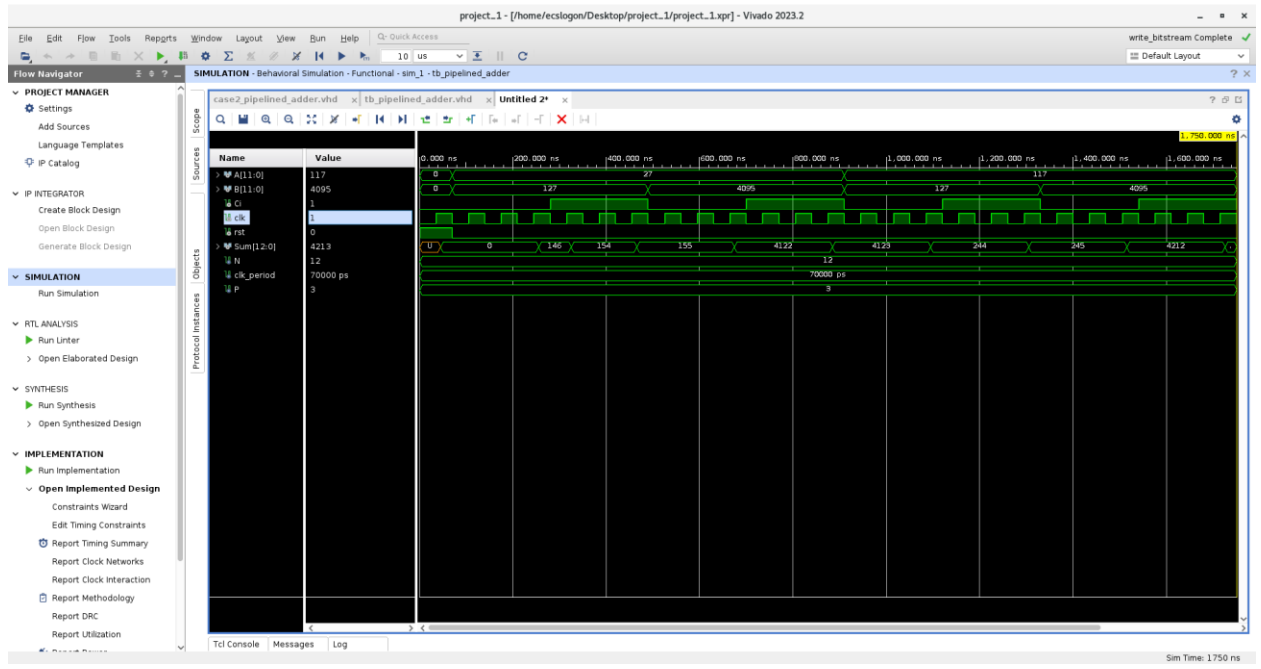 project_1 - [/home/ecslogon/Desktop/project_1/project_1.xpr] - Vivado 2023.2
File Edit Flow Tools Reports Window Layout View Run Help Q- Quick Access
write_bitstream Complete
10 us
Default Layout
Flow Navigator
SIMULATION - Behavioral Simulation - Functional - sim_1 - tb_pipelined_adder
PROJECT MANAGER
Settings
Add Sources
Language Templates
IP Catalog
IP INTEGRATOR
Create Block Design
Open Block Design
Generate Block Design
SIMULATION
Run Simulation
RTL ANALYSIS
Run Linter
Open Elaborated Design
SYNTHESIS
Run Synthesis
Open Synthesized Design
IMPLEMENTATION
Run Implementation
Open Implemented Design
Constraints Wizard
Edit Timing Constraints
Report Timing Summary
Report Clock Networks
Report Clock Interaction
Report Methodology
Report DRC
Report Utilization
Report Power
Scope
Sources
Objects
Protocol Instances
case2_pipelined_adder.vhd tb_pipelined_adder.vhd Untitled 2*
1,750.000 ns
Name Value 0.000 ns 200.000 ns 400.000 ns 600.000 ns 800.000 ns 1,000.000 ns 1,200.000 ns 1,400.000 ns 1,600.000 ns
A[11:0] 117 0 27 117
B[11:0] 4095 0 127 4095 127 4095
Ci 1
clk 1
rst 0
Sum[12:0] 4213 U 0 146 154 155 4122 4123 244 245 4212
N 12 12
clk_period 70000 ps 70000 ps
P 3 3
Tcl Console Messages Log
Sim Time: 1750 ns